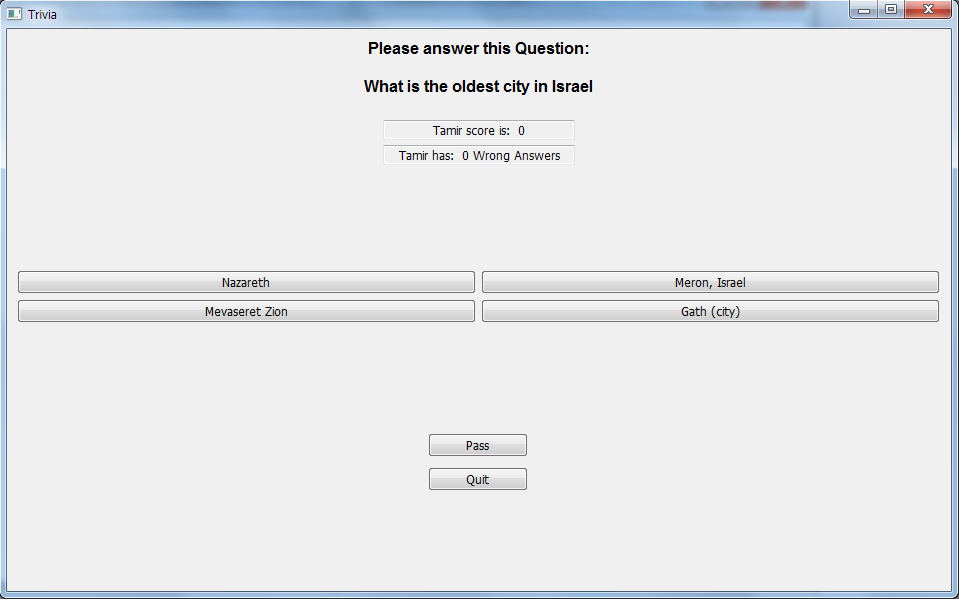 Trivia
Please answer this Question:
What is the oldest city in Israel
Tamir score is: 0
Tamir has: 0 Wrong Answers
Nazareth
Meron, Israel
Mevaseret Zion
Gath (city)
Pass
Quit